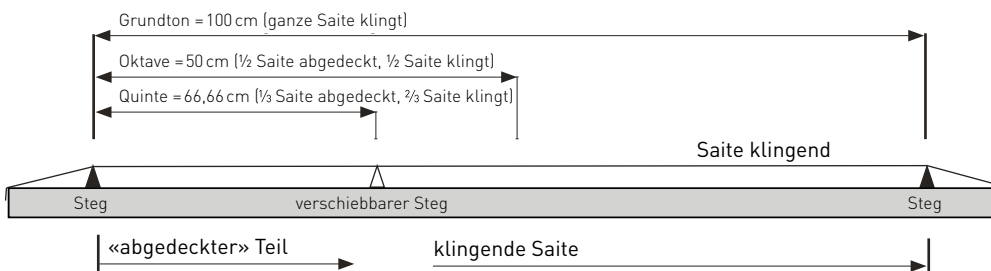 Grundton = 100 cm (ganze Saite klingt)
Oktave = 50 cm (½ Saite abgedeckt, ½ Saite klingt)
Quinte = 66,66 cm (⅓ Saite abgedeckt, ⅔ Saite klingt)
Saite klingend
Steg verschiebbarer Steg Steg
«abgedeckter» Teil klingende Saite